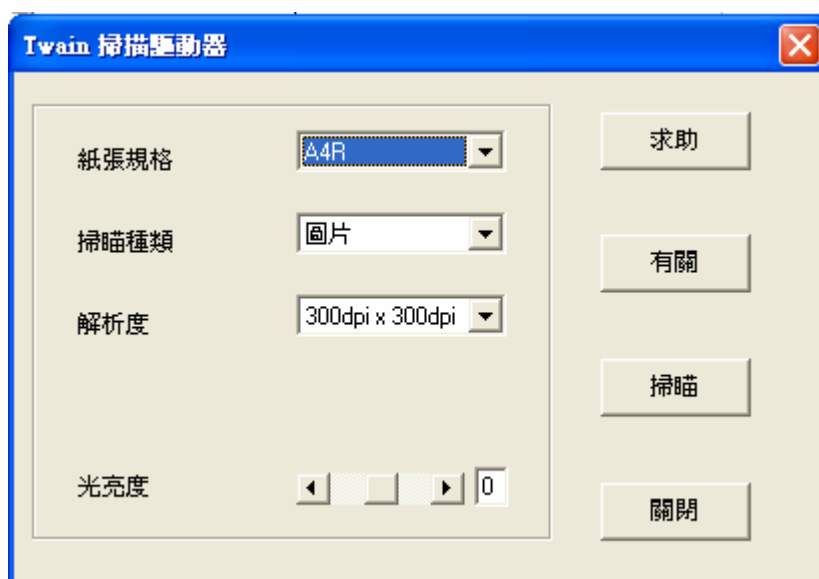 Twain 掃描驅動器
紙張規格 A4R
掃瞄種類 圖片
解析度 300dpi x 300dpi
光亮度 0
求助
有關
掃瞄
關閉